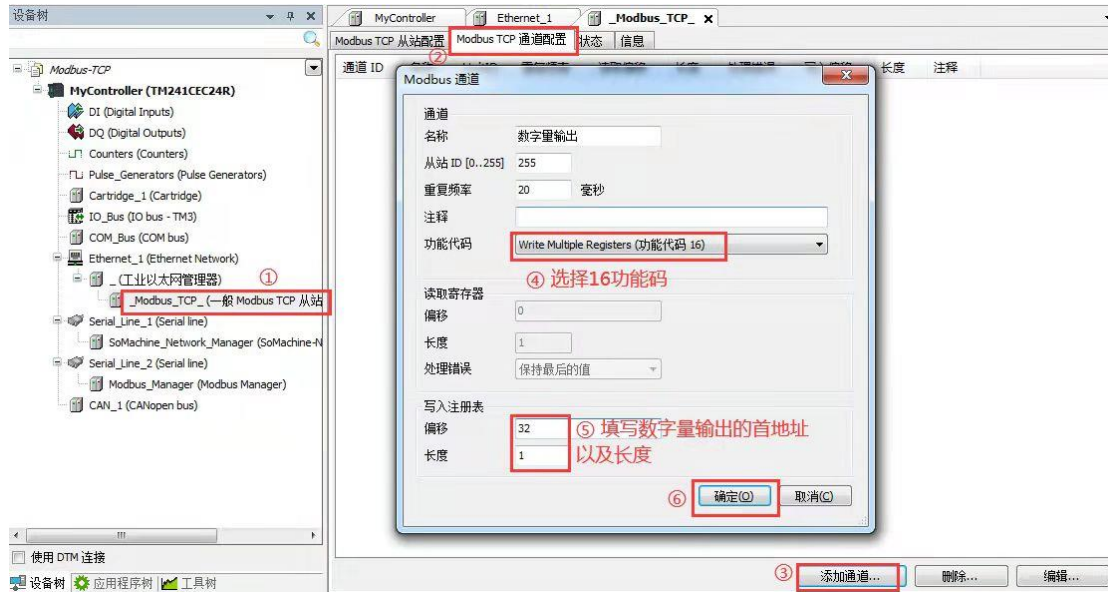 设备树
MyController
Ethernet_1
_Modbus_TCP_
Modbus TCP 从站配置
Modbus TCP 通道配置
状态
信息
②
通道 ID
长度
注释
Modbus-TCP
MyController (TM241CEC24R)
DI (Digital Inputs)
DQ (Digital Outputs)
Counters (Counters)
Pulse_Generators (Pulse Generators)
Cartridge_1 (Cartridge)
IO_Bus (IO bus - TM3)
COM_Bus (COM bus)
Ethernet_1 (Ethernet Network)
_ (工业以太网管理器)
①
_Modbus_TCP_ (一般 Modbus TCP 从站
Serial_Line_1 (Serial line)
SoMachine_Network_Manager (SoMachine-N
Serial_Line_2 (Serial line)
Modbus_Manager (Modbus Manager)
CAN_1 (CANopen bus)
使用 DTM 连接
设备树
应用程序树
工具树
Modbus 通道
通道
名称 数字量输出
从站 ID [0..255] 255
重复频率 20 毫秒
注释
功能代码 Write Multiple Registers (功能代码 16)
④ 选择16功能码
读取寄存器
偏移 0
长度 1
处理错误 保持最后的值
写入注册表
偏移 32
⑤ 填写数字量输出的首地址
长度 1
以及长度
⑥
确定(O)
取消(C)
③
添加通道...
删除...
编辑...